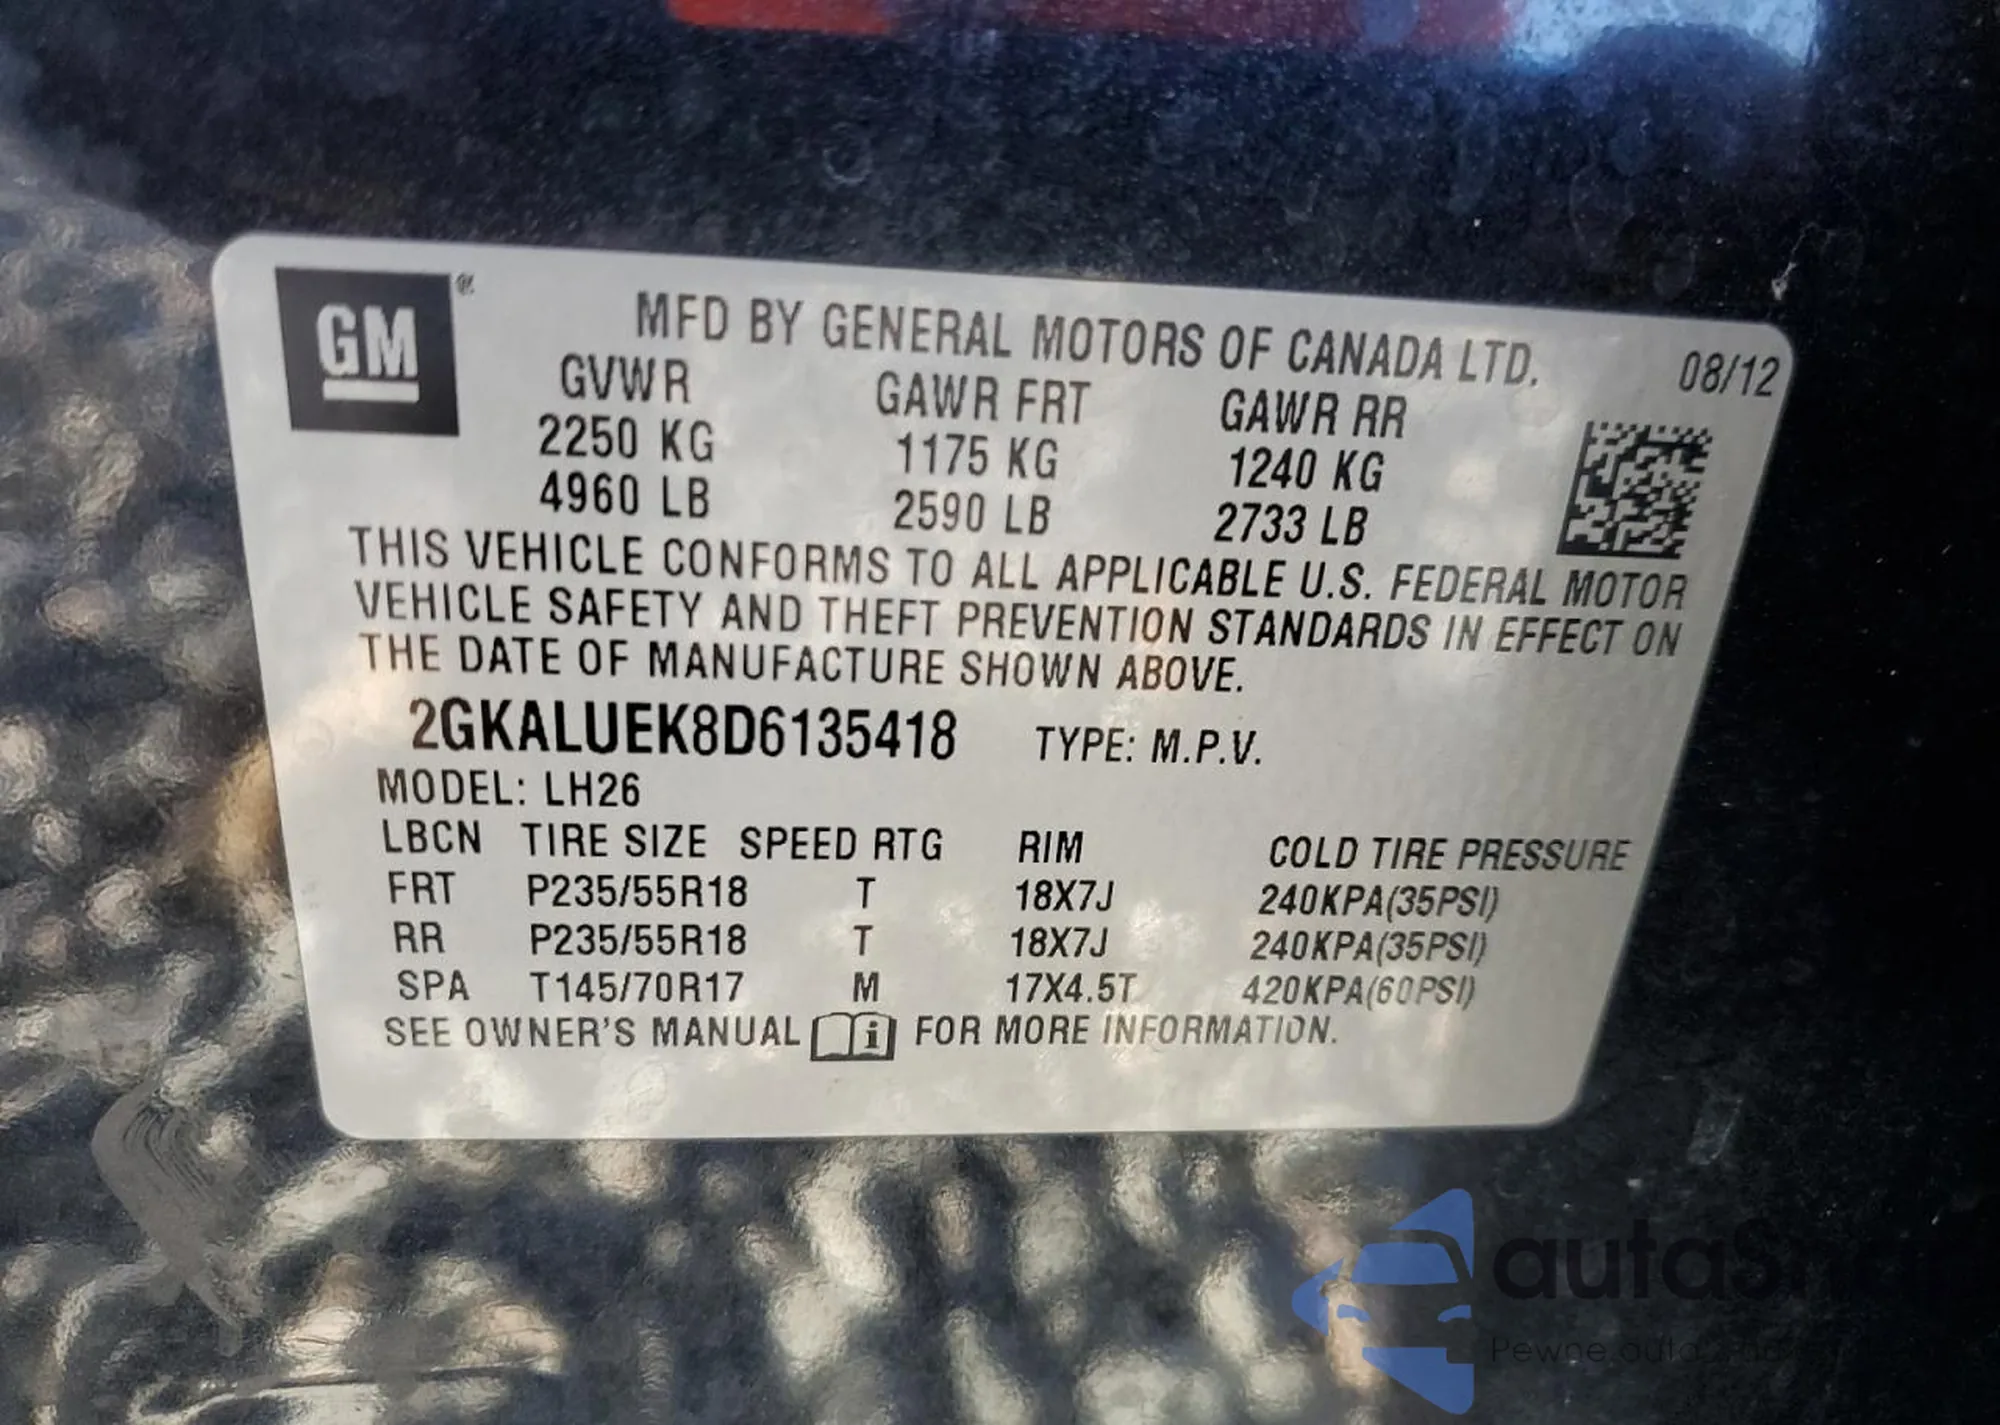 GM
MFD BY GENERAL MOTORS OF CANADA LTD.
08/12
GVWR GAWR FRT GAWR RR
2250 KG 1175 KG 1240 KG
4960 LB 2590 LB 2733 LB
THIS VEHICLE CONFORMS TO ALL APPLICABLE U.S. FEDERAL MOTOR
VEHICLE SAFETY AND THEFT PREVENTION STANDARDS IN EFFECT ON
THE DATE OF MANUFACTURE SHOWN ABOVE.
2GKALUEK8D6135418 TYPE: M.P.V.
MODEL: LH26
LBCN TIRE SIZE SPEED RTG RIM COLD TIRE PRESSURE
FRT P235/55R18 T 18X7J 240KPA(35PSI)
RR P235/55R18 T 18X7J 240KPA(35PSI)
SPA T145/70R17 M 17X4.5T 420KPA(60PSI)
SEE OWNER'S MANUAL FOR MORE INFORMATION.
Pewne auto